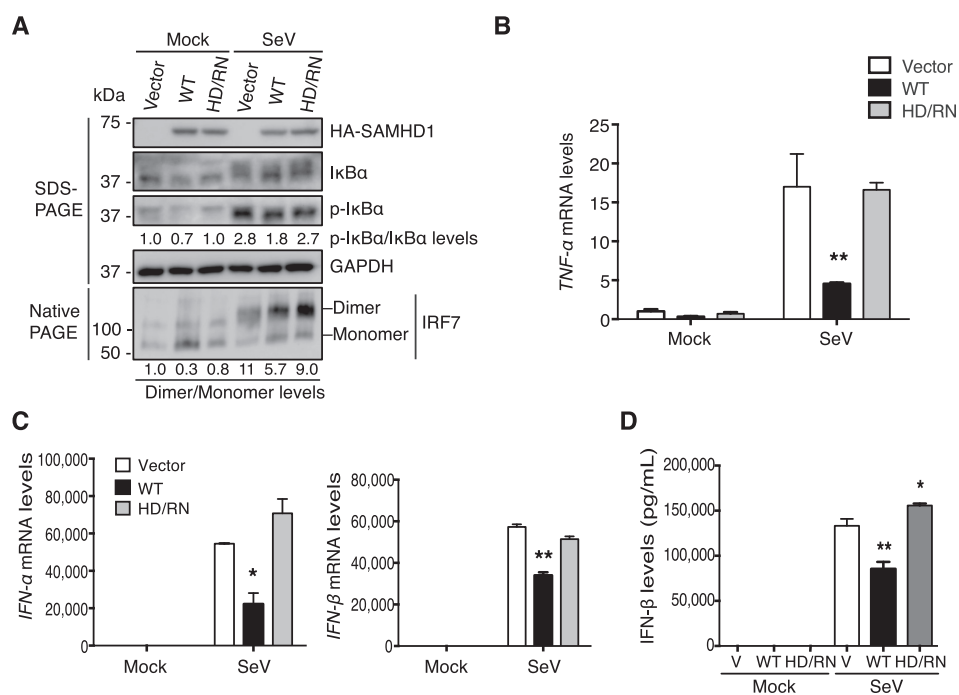 A
Mock SeV
Vector WT HD/RN Vector WT HD/RN
kDa
75 - HA-SAMHD1
37 - IκBα
SDS-
PAGE
37 - p-IκBα
1.0 0.7 1.0 2.8 1.8 2.7 p-IκBα/IκBα levels
37 - GAPDH
Native
PAGE
100 -
50 -
Dimer
Monomer
IRF7
1.0 0.3 0.8 11 5.7 9.0
Dimer/Monomer levels
B
Vector
WT
HD/RN
TNF-α mRNA levels
25
20
15
10
5
0
**
Mock SeV
C
IFN-α mRNA levels
100,000
80,000
60,000
40,000
20,000
0
Vector
WT
HD/RN
*
Mock SeV
IFN-β mRNA levels
80,000
60,000
40,000
20,000
0
**
Mock SeV
D
IFN-β levels (pg/mL)
200,000
150,000
100,000
50,000
0
**
*
V WT HD/RN V WT HD/RN
Mock SeV